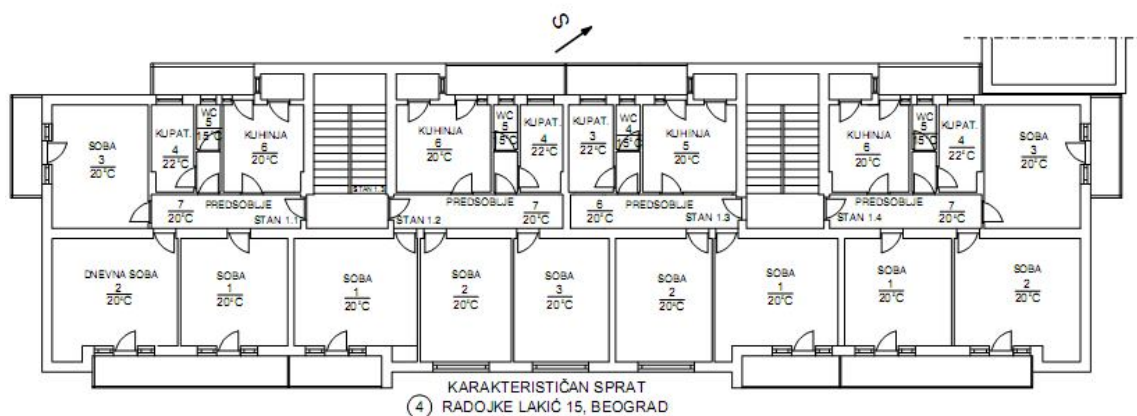 S
SOBA
3
20°C
KUPAT.
4
22°C
WC
5
15°C
KUHINJA
6
20°C
KUHINJA
6
20°C
WC
5
15°C
KUPAT.
4
22°C
KUPAT.
3
22°C
WC
4
15°C
KUHINJA
5
20°C
KUHINJA
6
20°C
WC
5
15°C
KUPAT.
4
22°C
SOBA
3
20°C
7
20°C
PREDSOBLJE
STAN 1.1
STAN 1.2
PREDSOBLJE
7
20°C
6
20°C
PREDSOBLJE
STAN 1.3
STAN 1.4
PREDSOBLJE
7
20°C
DNEVNA SOBA
2
20°C
SOBA
1
20°C
SOBA
1
20°C
SOBA
2
20°C
SOBA
3
20°C
SOBA
2
20°C
SOBA
1
20°C
SOBA
1
20°C
SOBA
2
20°C
KARAKTERISTIČAN SPRAT
4 RADOJKE LAKIĆ 15, BEOGRAD